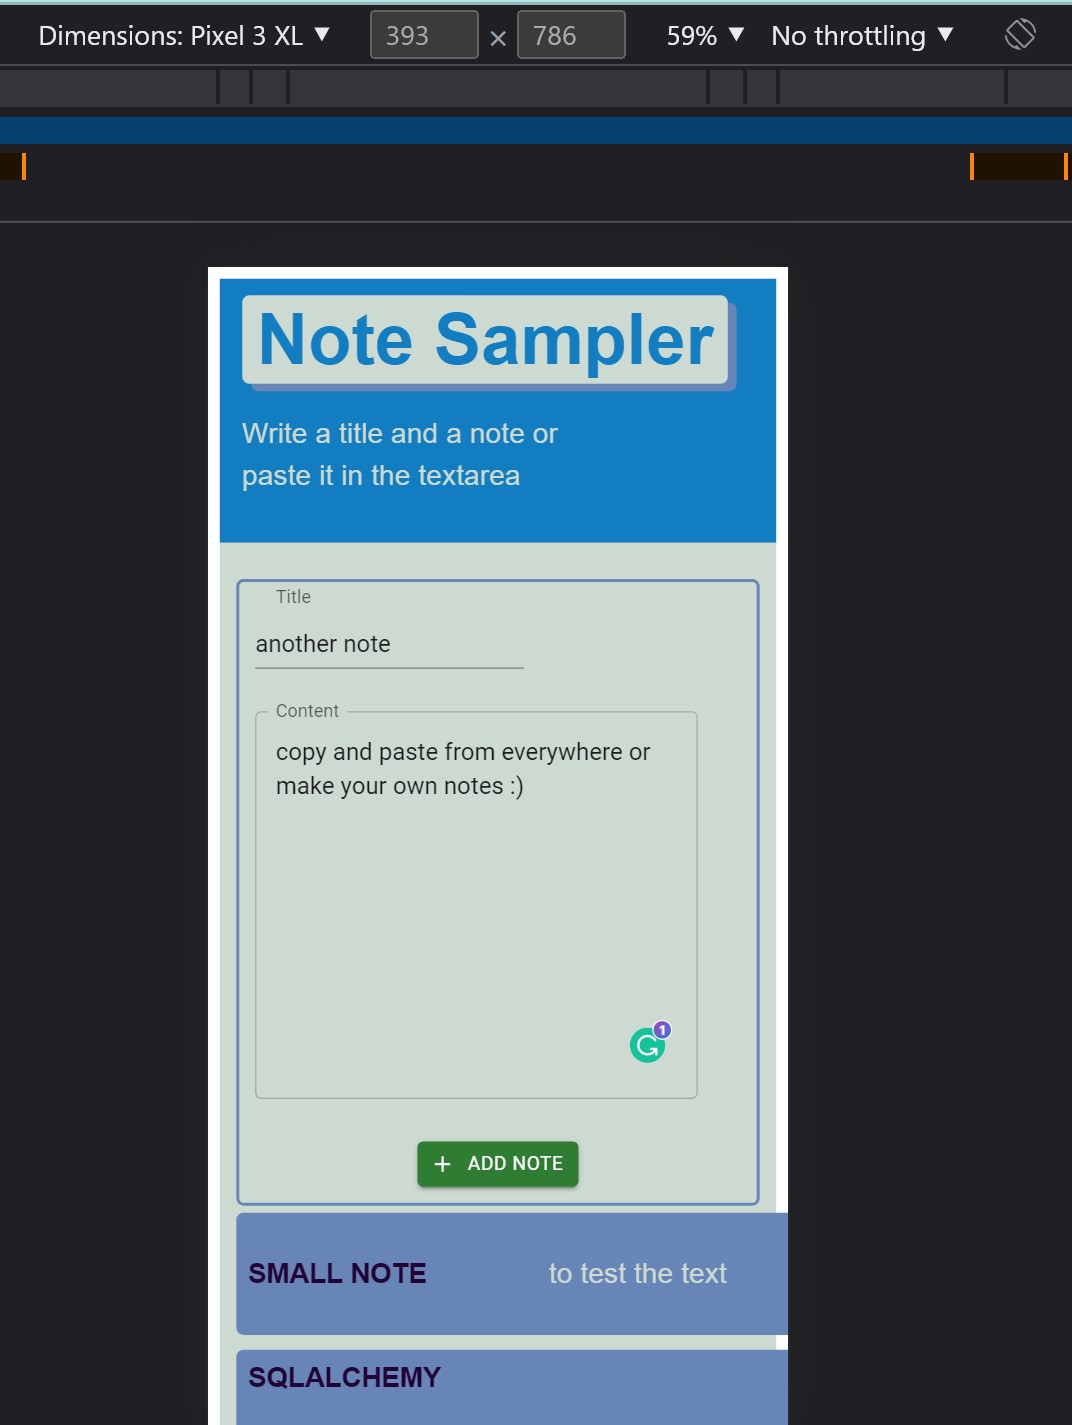 Dimensions: Pixel 3 XL ▼ 393 × 786 59% ▼ No throttling ▼
Note Sampler
Write a title and a note or
paste it in the textarea
Title
another note
Content
copy and paste from everywhere or
make your own notes :)
1
+ ADD NOTE
SMALL NOTE to test the text
SQLALCHEMY